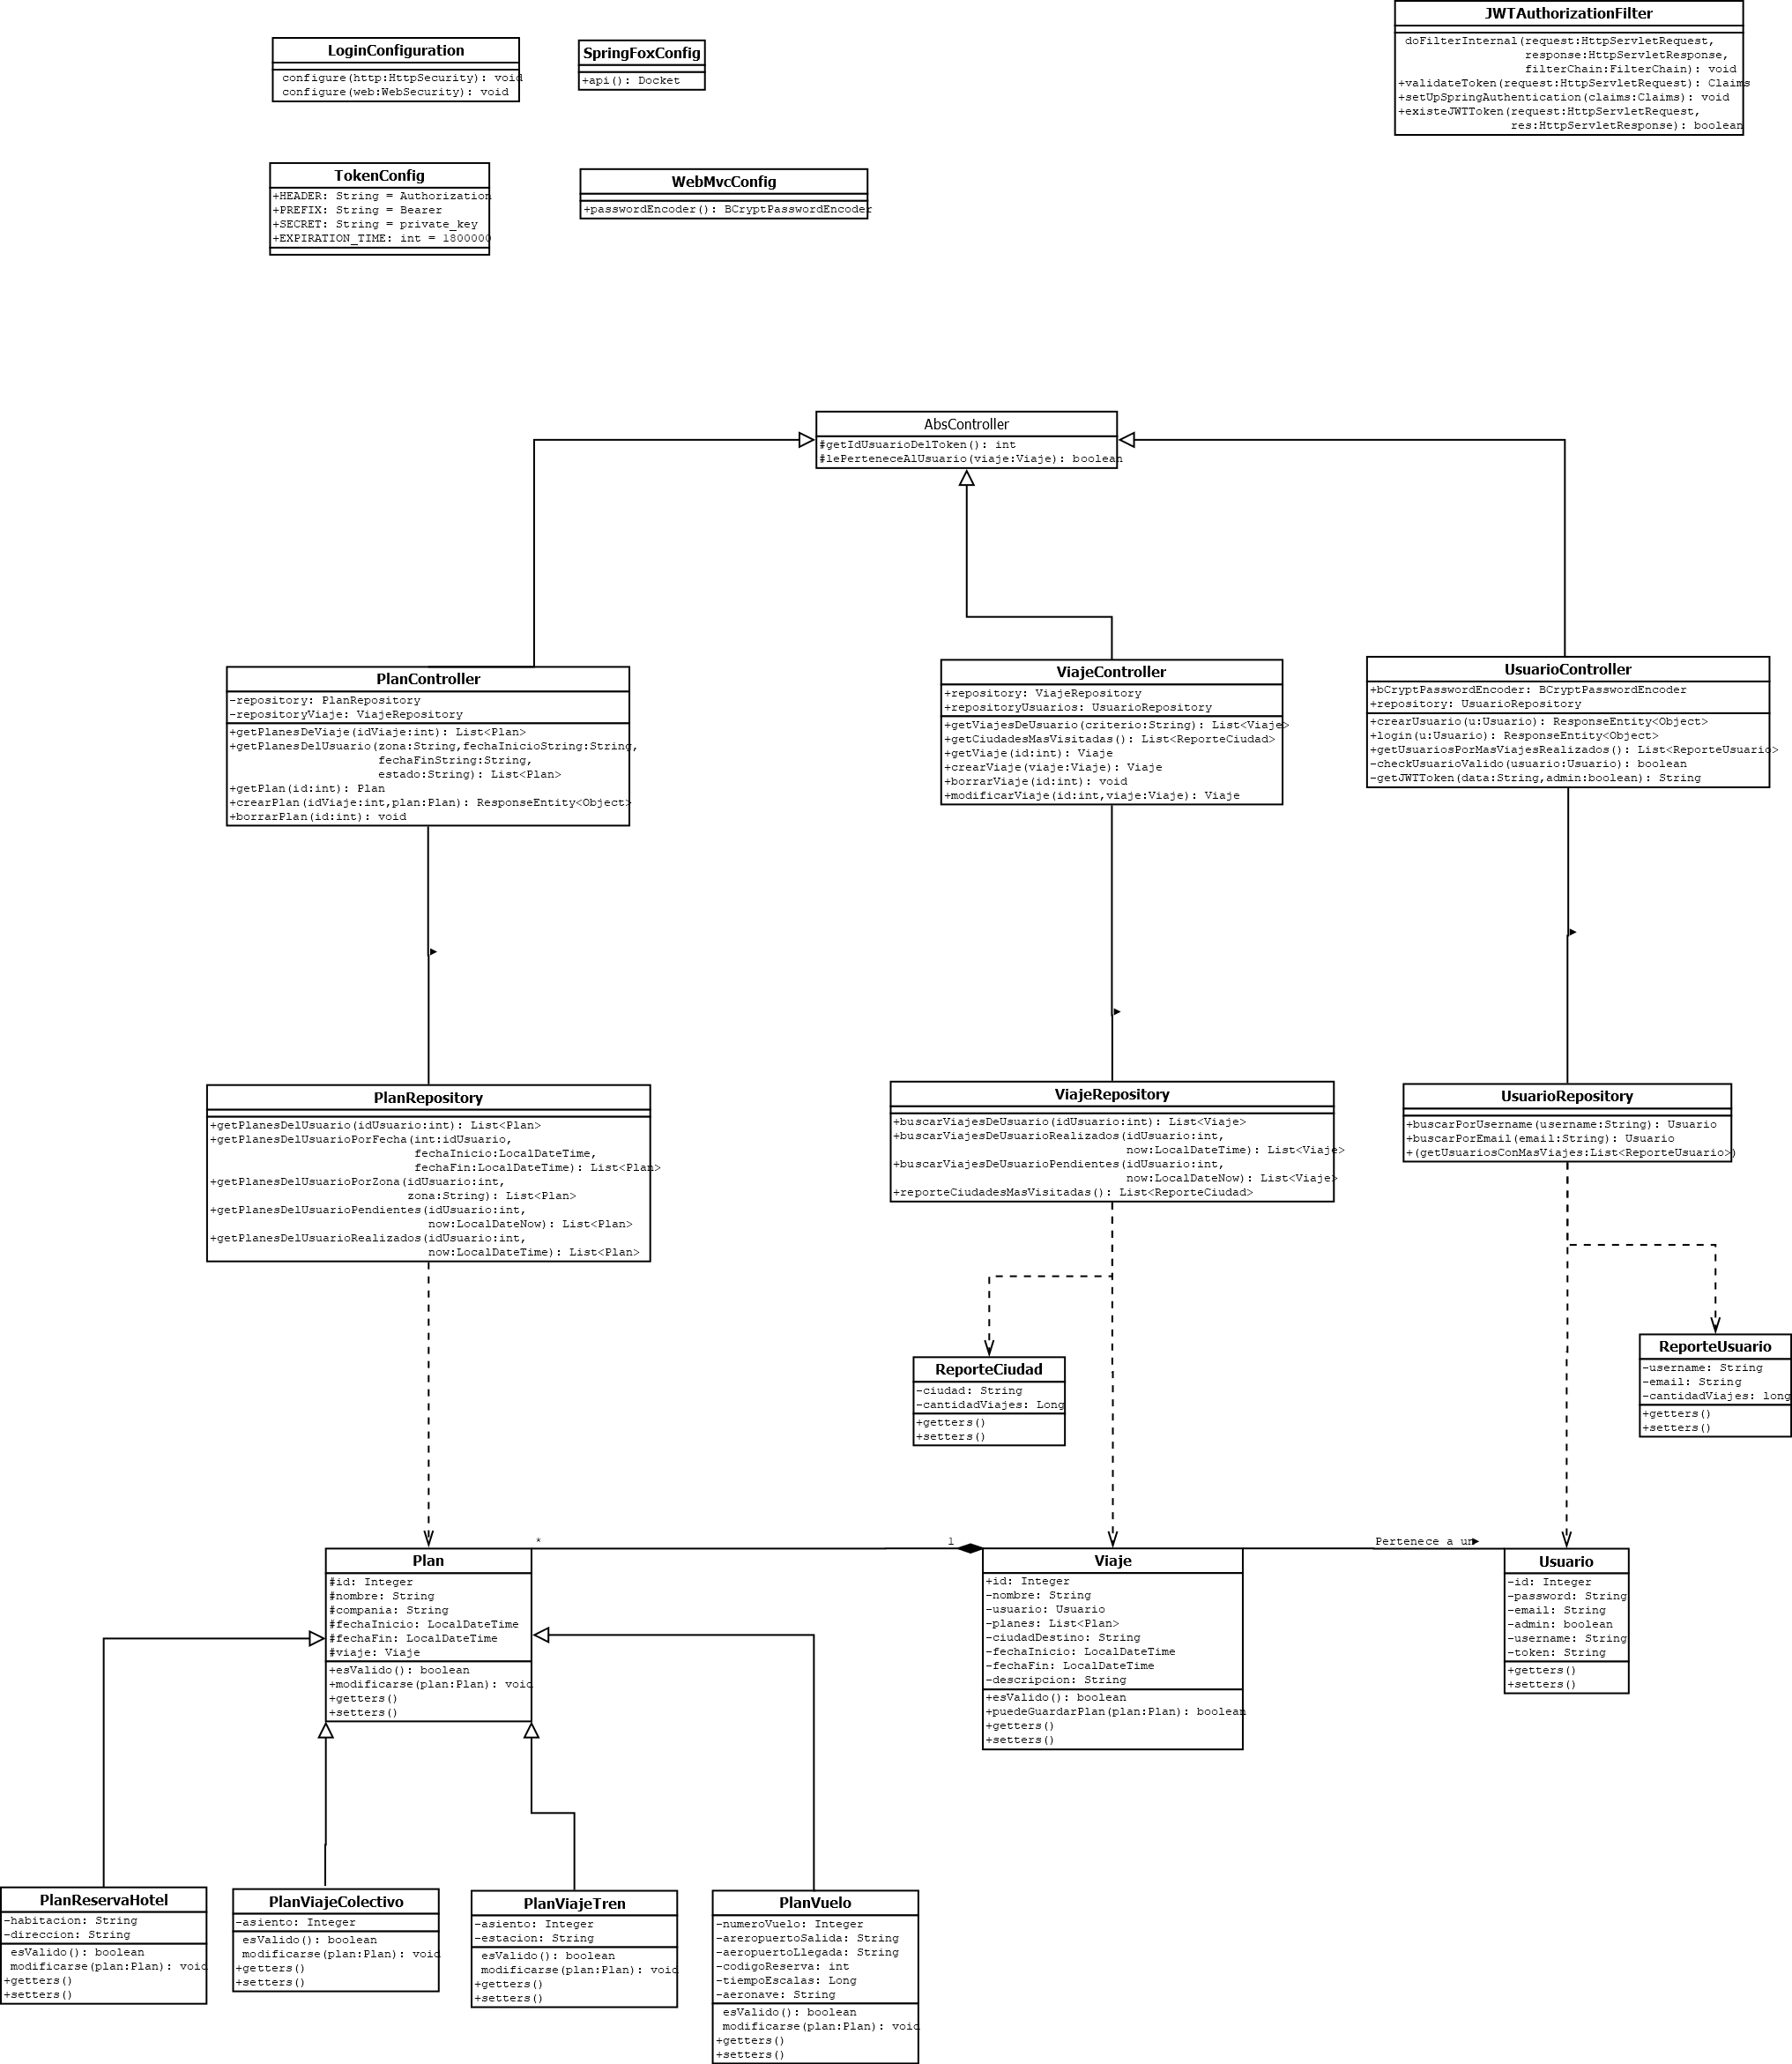 LoginConfiguration
configure(http:HttpSecurity): void
configure(web:WebSecurity): void
SpringFoxConfig
+api(): Docket
JWTAuthorizationFilter
doFilterInternal(request:HttpServletRequest,
response:HttpServletResponse,
filterChain:FilterChain): void
+validateToken(request:HttpServletRequest): Claims
+setUpSpringAuthentication(claims:Claims): void
+existeJWTToken(request:HttpServletRequest,
res:HttpServletResponse): boolean
TokenConfig
+HEADER: String = Authorization
+PREFIX: String = Bearer
+SECRET: String = private_key
+EXPIRATION_TIME: int = 1800000
WebMvcConfig
+passwordEncoder(): BCryptPasswordEncoder
AbsController
#getIdUsuarioDelToken(): int
#lePerteneceAlUsuario(viaje:Viaje): boolean
PlanController
-repository: PlanRepository
-repositoryViaje: ViajeRepository
+getPlanesDeViaje(idViaje:int): List<Plan>
+getPlanesDelUsuario(zona:String,fechaInicioString:String,
fechaFinString:String,
estado:String): List<Plan>
+getPlan(id:int): Plan
+crearPlan(idViaje:int,plan:Plan): ResponseEntity<Object>
+borrarPlan(id:int): void
ViajeController
+repository: ViajeRepository
+repositoryUsuarios: UsuarioRepository
+getViajesDeUsuario(criterio:String): List<Viaje>
+getCiudadesMasVisitadas(): List<ReporteCiudad>
+getViaje(id:int): Viaje
+crearViaje(viaje:Viaje): Viaje
+borrarViaje(id:int): void
+modificarViaje(id:int,viaje:Viaje): Viaje
UsuarioController
+bCryptPasswordEncoder: BCryptPasswordEncoder
+repository: UsuarioRepository
+crearUsuario(u:Usuario): ResponseEntity<Object>
+login(u:Usuario): ResponseEntity<Object>
+getUsuariosPorMasViajesRealizados(): List<ReporteUsuario>
-checkUsuarioValido(usuario:Usuario): boolean
-getJWTToken(data:String,admin:boolean): String
PlanRepository
+getPlanesDelUsuario(idUsuario:int): List<Plan>
+getPlanesDelUsuarioPorFecha(int:idUsuario,
fechaInicio:LocalDateTime,
fechaFin:LocalDateTime): List<Plan>
+getPlanesDelUsuarioPorZona(idUsuario:int,
zona:String): List<Plan>
+getPlanesDelUsuarioPendientes(idUsuario:int,
now:LocalDateNow): List<Plan>
+getPlanesDelUsuarioRealizados(idUsuario:int,
now:LocalDateTime): List<Plan>
ViajeRepository
+buscarViajesDeUsuario(idUsuario:int): List<Viaje>
+buscarViajesDeUsuarioRealizados(idUsuario:int,
now:LocalDateTime): List<Viaje>
+buscarViajesDeUsuarioPendientes(idUsuario:int,
now:LocalDateNow): List<Viaje>
+reporteCiudadesMasVisitadas(): List<ReporteCiudad>
UsuarioRepository
+buscarPorUsername(username:String): Usuario
+buscarPorEmail(email:String): Usuario
+(getUsuariosConMasViajes:List<ReporteUsuario>)
ReporteCiudad
-ciudad: String
-cantidadViajes: Long
+getters()
+setters()
ReporteUsuario
-username: String
-email: String
-cantidadViajes: long
+getters()
+setters()
*
1
Pertenece a un
Plan
#id: Integer
#nombre: String
#compania: String
#fechaInicio: LocalDateTime
#fechaFin: LocalDateTime
#viaje: Viaje
+esValido(): boolean
+modificarse(plan:Plan): void
+getters()
+setters()
Viaje
+id: Integer
-nombre: String
-usuario: Usuario
-planes: List<Plan>
-ciudadDestino: String
-fechaInicio: LocalDateTime
-fechaFin: LocalDateTime
-descripcion: String
+esValido(): boolean
+puedeGuardarPlan(plan:Plan): boolean
+getters()
+setters()
Usuario
-id: Integer
-password: String
-email: String
-admin: boolean
-username: String
-token: String
+getters()
+setters()
PlanReservaHotel
-habitacion: String
-direccion: String
esValido(): boolean
modificarse(plan:Plan): void
+getters()
+setters()
PlanViajeColectivo
-asiento: Integer
esValido(): boolean
modificarse(plan:Plan): void
+getters()
+setters()
PlanViajeTren
-asiento: Integer
-estacion: String
esValido(): boolean
modificarse(plan:Plan): void
+getters()
+setters()
PlanVuelo
-numeroVuelo: Integer
-areropuertoSalida: String
-aeropuertoLlegada: String
-codigoReserva: int
-tiempoEscalas: Long
-aeronave: String
esValido(): boolean
modificarse(plan:Plan): void
+getters()
+setters()